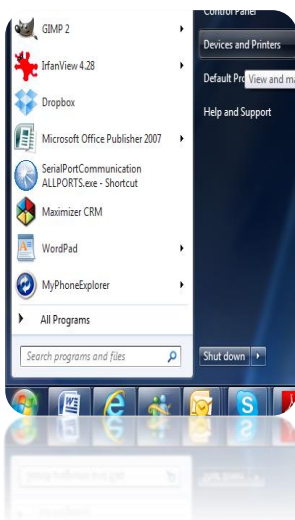 GIMP 2
IrfanView 4.28
Dropbox
Microsoft Office Publisher 2007
SerialPortCommunication
ALLPORTS.exe - Shortcut
Maximizer CRM
WordPad
MyPhoneExplorer
All Programs
Search programs and files
Control Panel
Devices and Printers
Default Pro
View and ma
Help and Support
Shut down